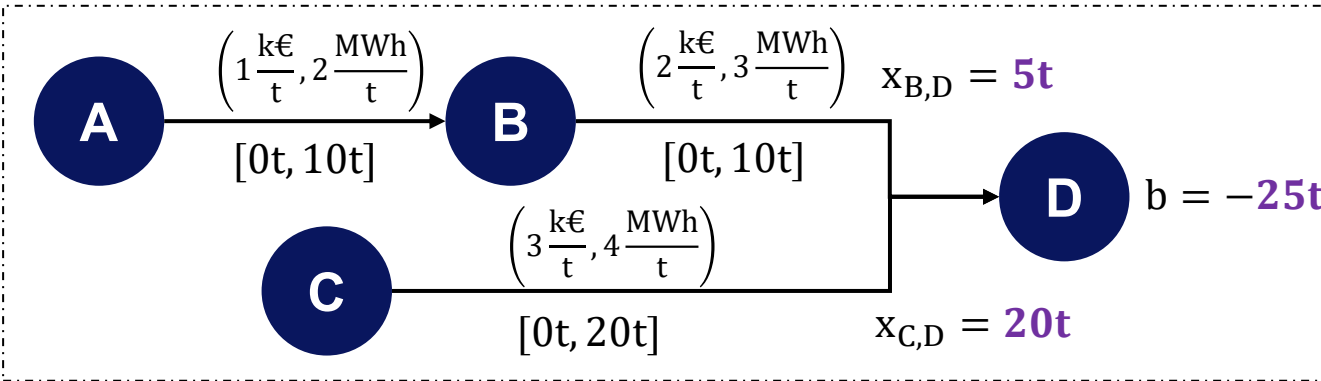 (1 k€/t, 2 MWh/t)
(2 k€/t, 3 MWh/t)
x_B,D = 5t
A
B
[0t, 10t]
[0t, 10t]
D
b = −25t
(3 k€/t, 4 MWh/t)
C
[0t, 20t]
x_C,D = 20t